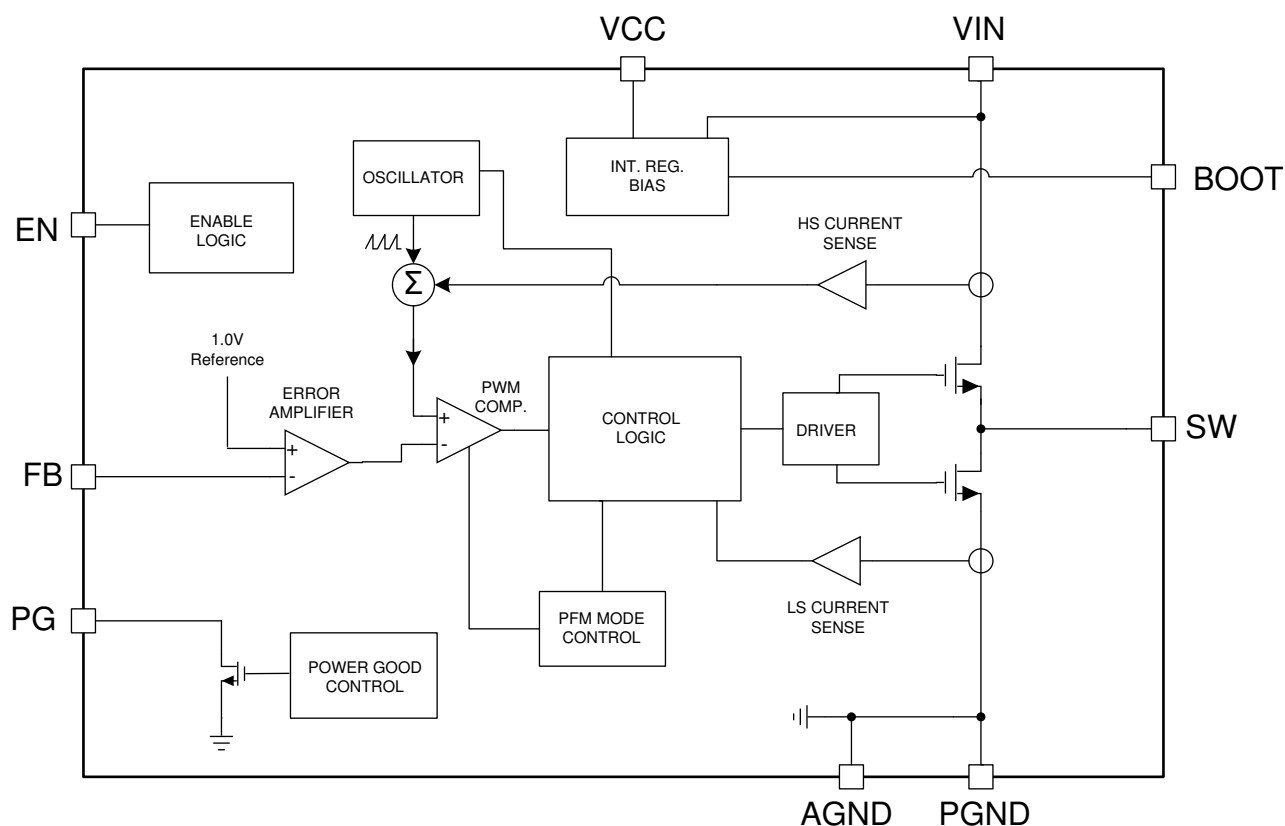 VCC
VIN
BOOT
INT. REG.
BIAS
OSCILLATOR
ENABLE
LOGIC
EN
HS CURRENT
SENSE
Σ
1.0V
Reference
ERROR
AMPLIFIER
+
-
FB
PWM
COMP.
+
-
CONTROL
LOGIC
DRIVER
SW
LS CURRENT
SENSE
PFM MODE
CONTROL
PG
POWER GOOD
CONTROL
AGND
PGND